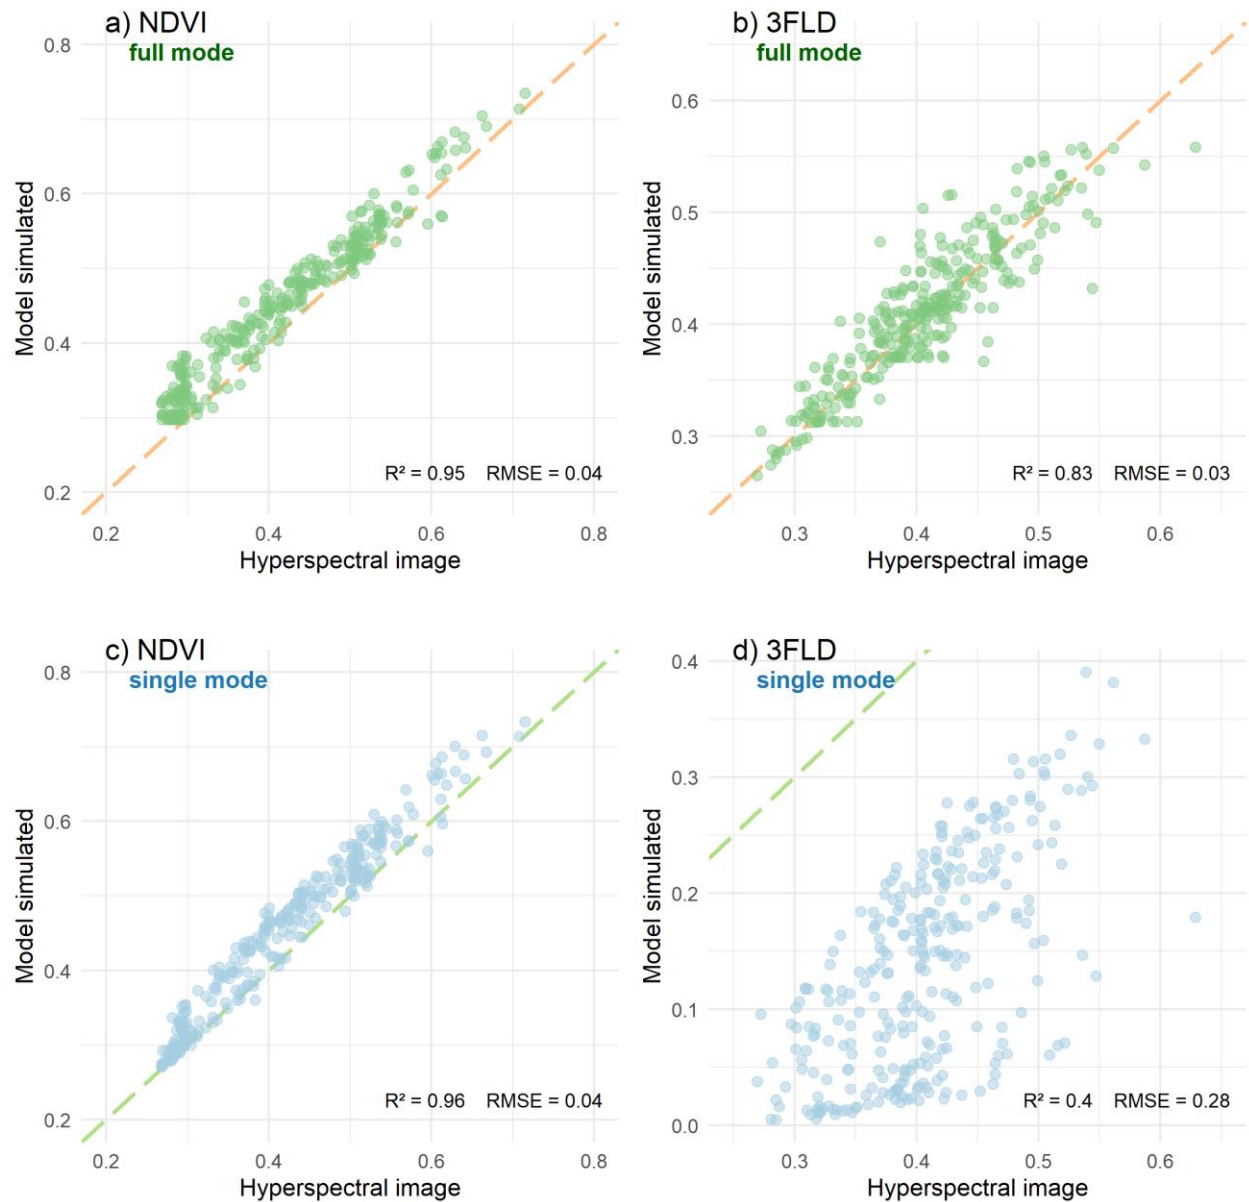 a) NDVI
full mode
0.8
0.6
0.4
0.2
Model simulated
R² = 0.95 RMSE = 0.04
0.2 0.4 0.6 0.8
Hyperspectral image
b) 3FLD
full mode
0.6
0.5
0.4
0.3
Model simulated
R² = 0.83 RMSE = 0.03
0.3 0.4 0.5 0.6
Hyperspectral image
c) NDVI
single mode
0.8
0.6
0.4
0.2
Model simulated
R² = 0.96 RMSE = 0.04
0.2 0.4 0.6 0.8
Hyperspectral image
d) 3FLD
single mode
0.4
0.3
0.2
0.1
0.0
Model simulated
R² = 0.4 RMSE = 0.28
0.3 0.4 0.5 0.6
Hyperspectral image